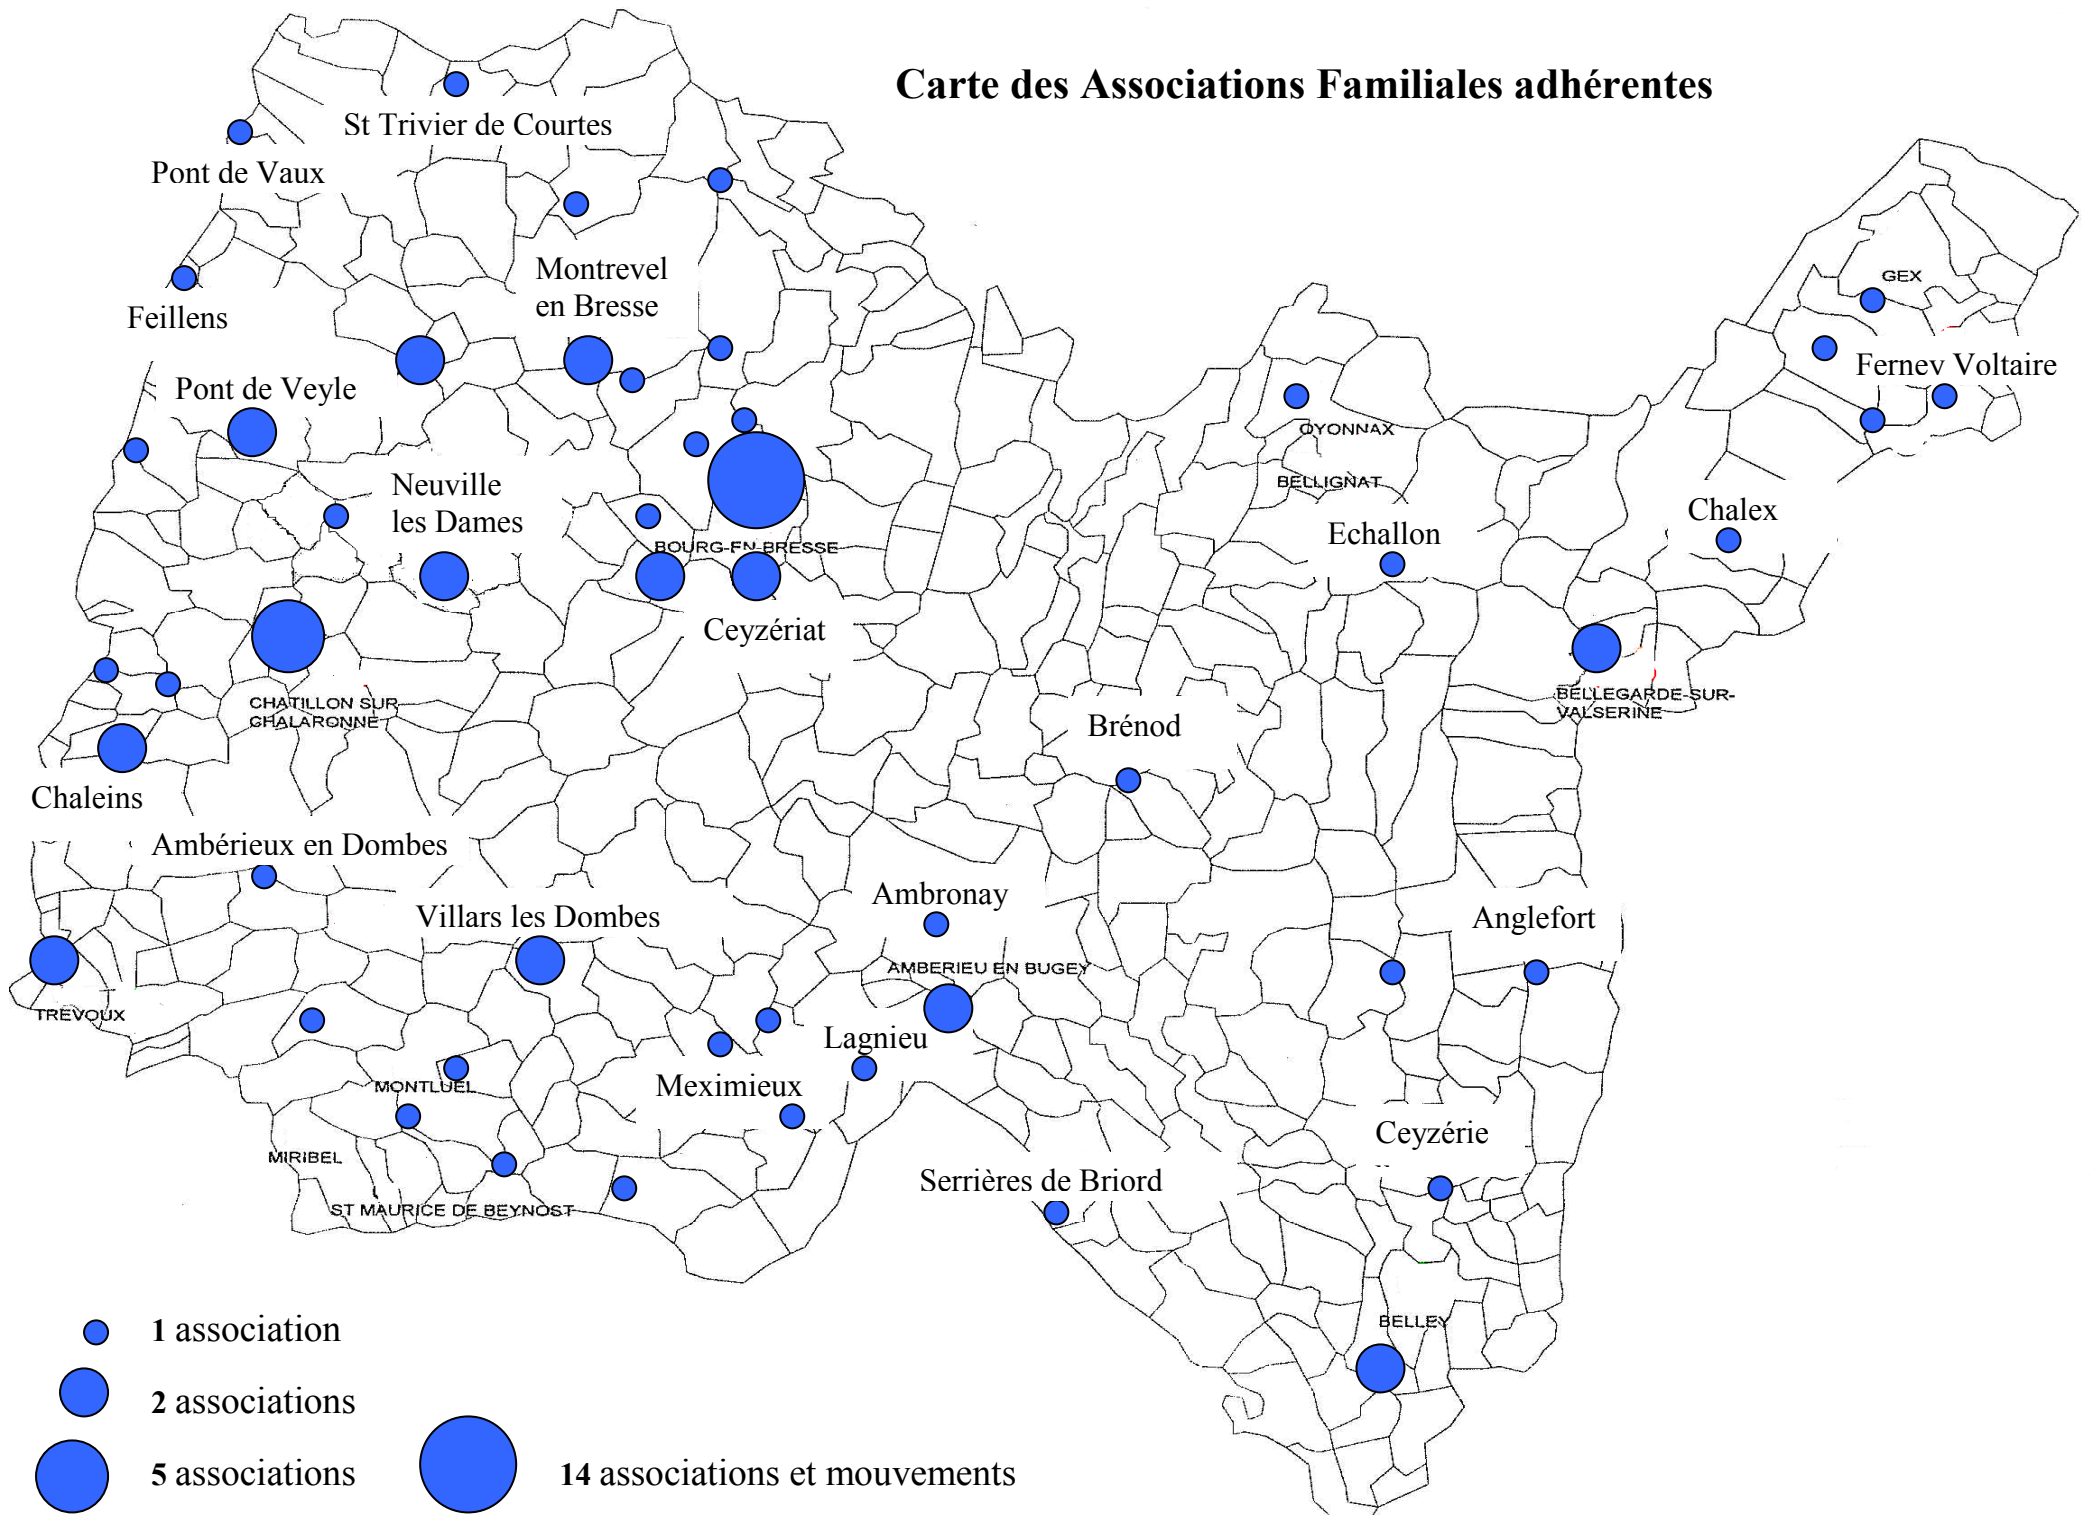 Carte des Associations Familiales adhérentes
St Trivier de Courtes
Pont de Vaux
Montrevel
en Bresse
GEX
Feillens
Ferney Voltaire
Pont de Veyle
OYONNAX
BELLIGNAT
Neuville
les Dames
Chalex
Echallon
BOURG-EN-BRESSE
Ceyzériat
CHATILLON SUR
CHALARONNE
BELLEGARDE-SUR-
VALSERINE
Brénod
Chaleins
Ambérieux en Dombes
Ambronay
Villars les Dombes
Anglefort
AMBERIEU EN BUGEY
TREVOUX
Lagnieu
MONTLUEL
Meximieux
Ceyzérie
MIRIBEL
Serrières de Briord
ST MAURICE DE BEYNOST
BELLEY
1 association
2 associations
5 associations
14 associations et mouvements